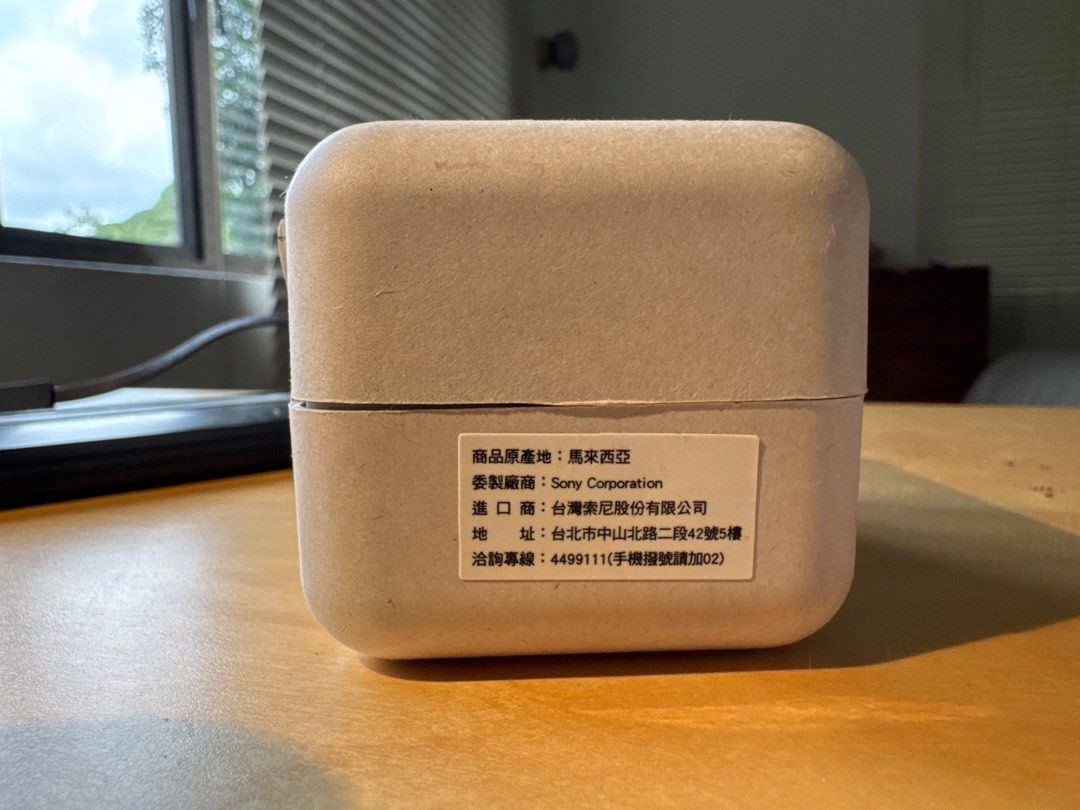 商品原產地：馬來西亞
委製廠商：Sony Corporation
進口商：台灣索尼股份有限公司
地址：台北市中山北路二段42號5樓
洽詢專線：4499111(手機撥號請加02)